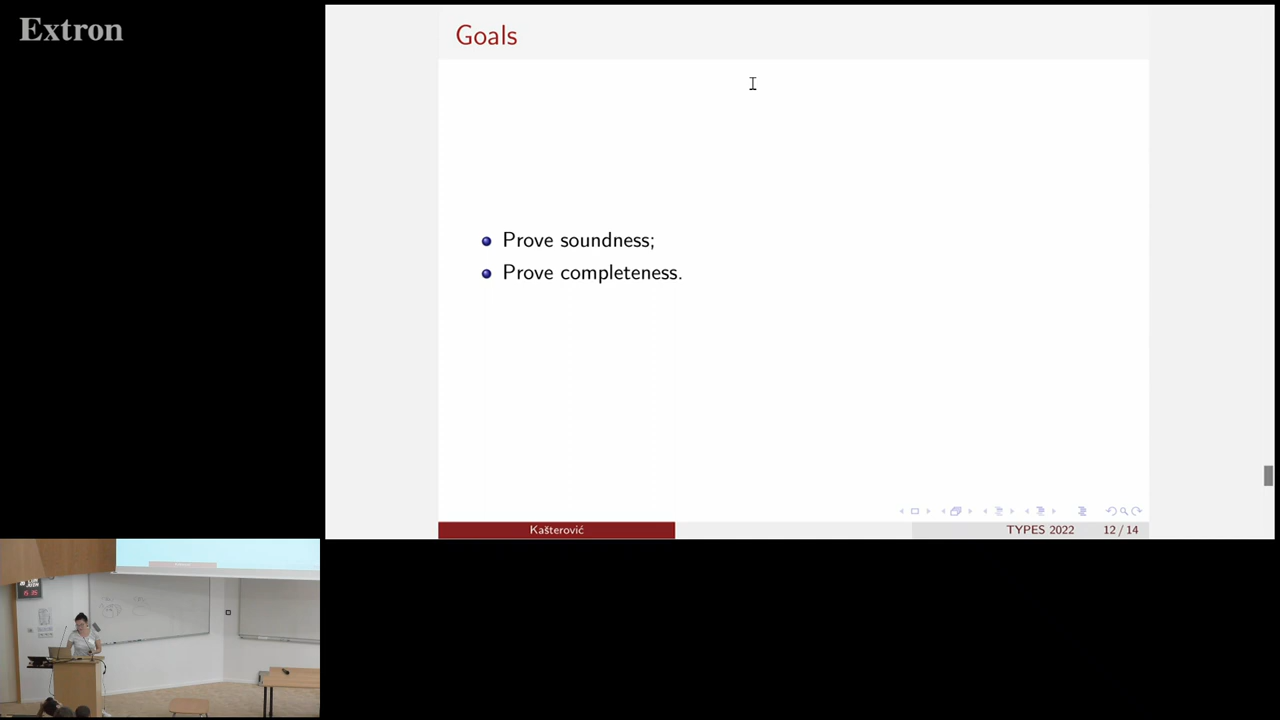 Extron
Goals
Prove soundness;
Prove completeness.
Kašterović
TYPES 2022
12 / 14